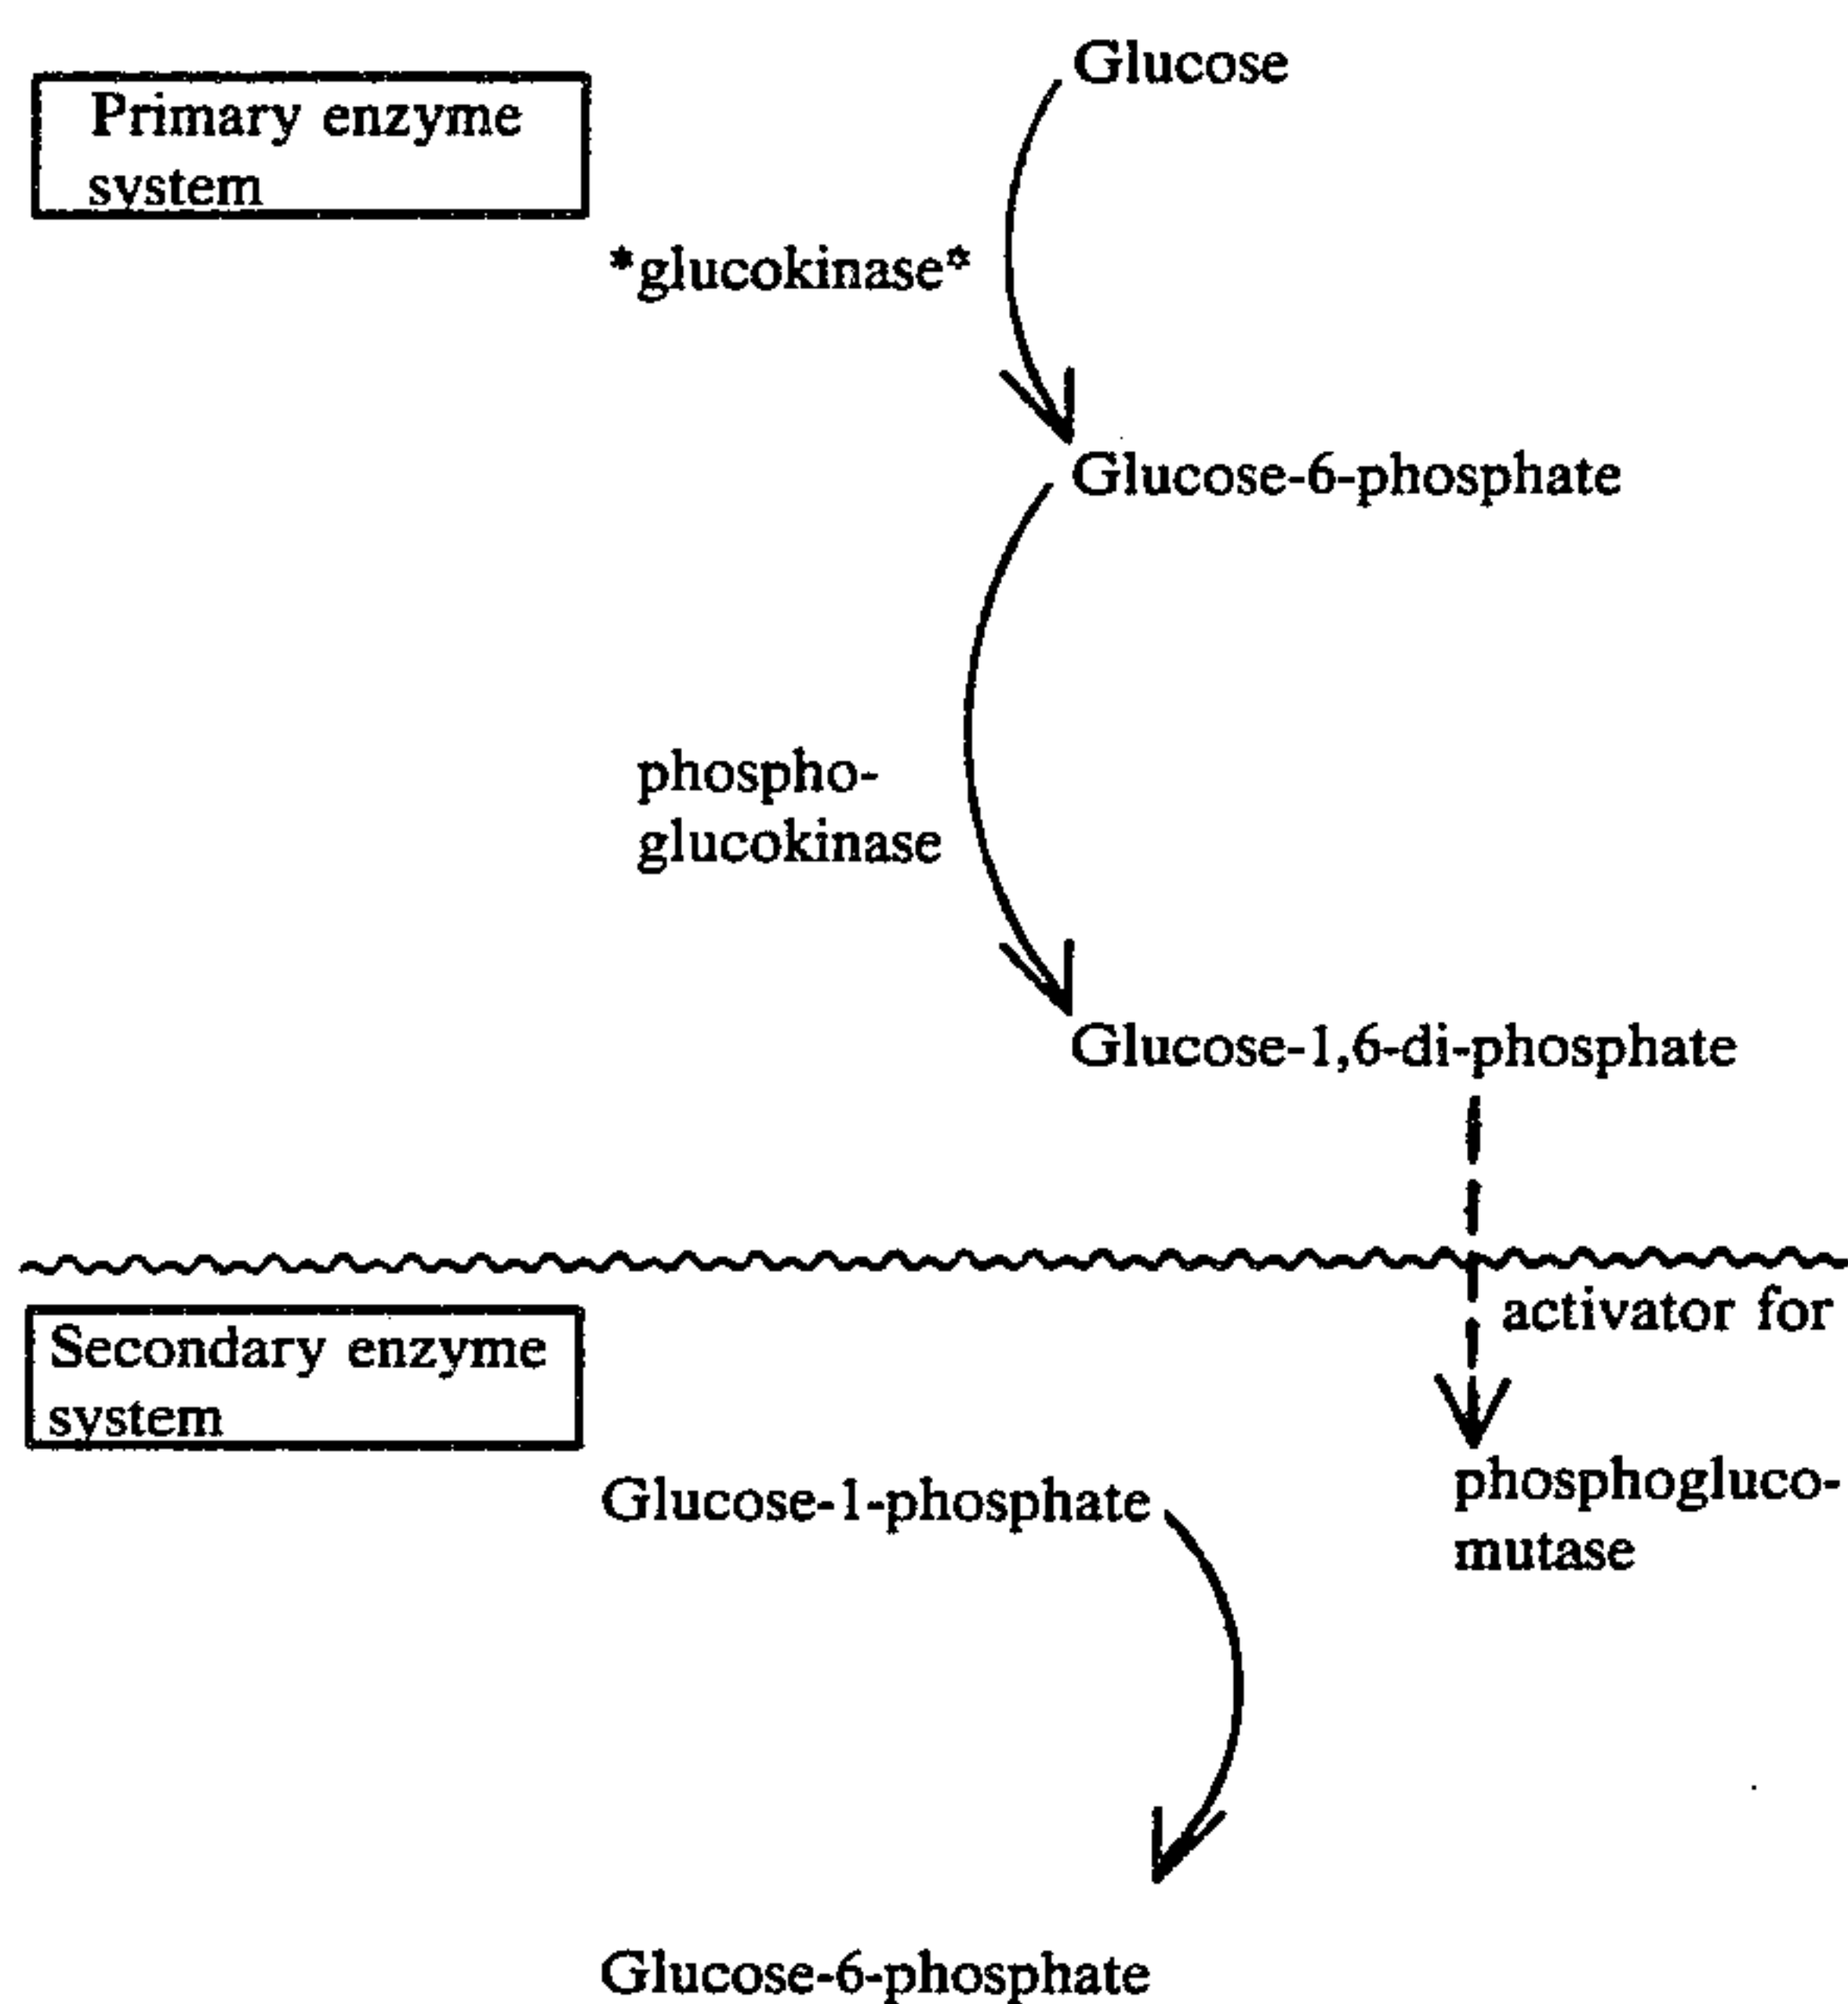 Glucose
Primary enzyme
system
*glucokinase*
Glucose-6-phosphate
phospho-
glucokinase
Glucose-1,6-di-phosphate
activator for
Secondary enzyme
system
phosphogluco-
mutase
Glucose-1-phosphate
Glucose-6-phosphate